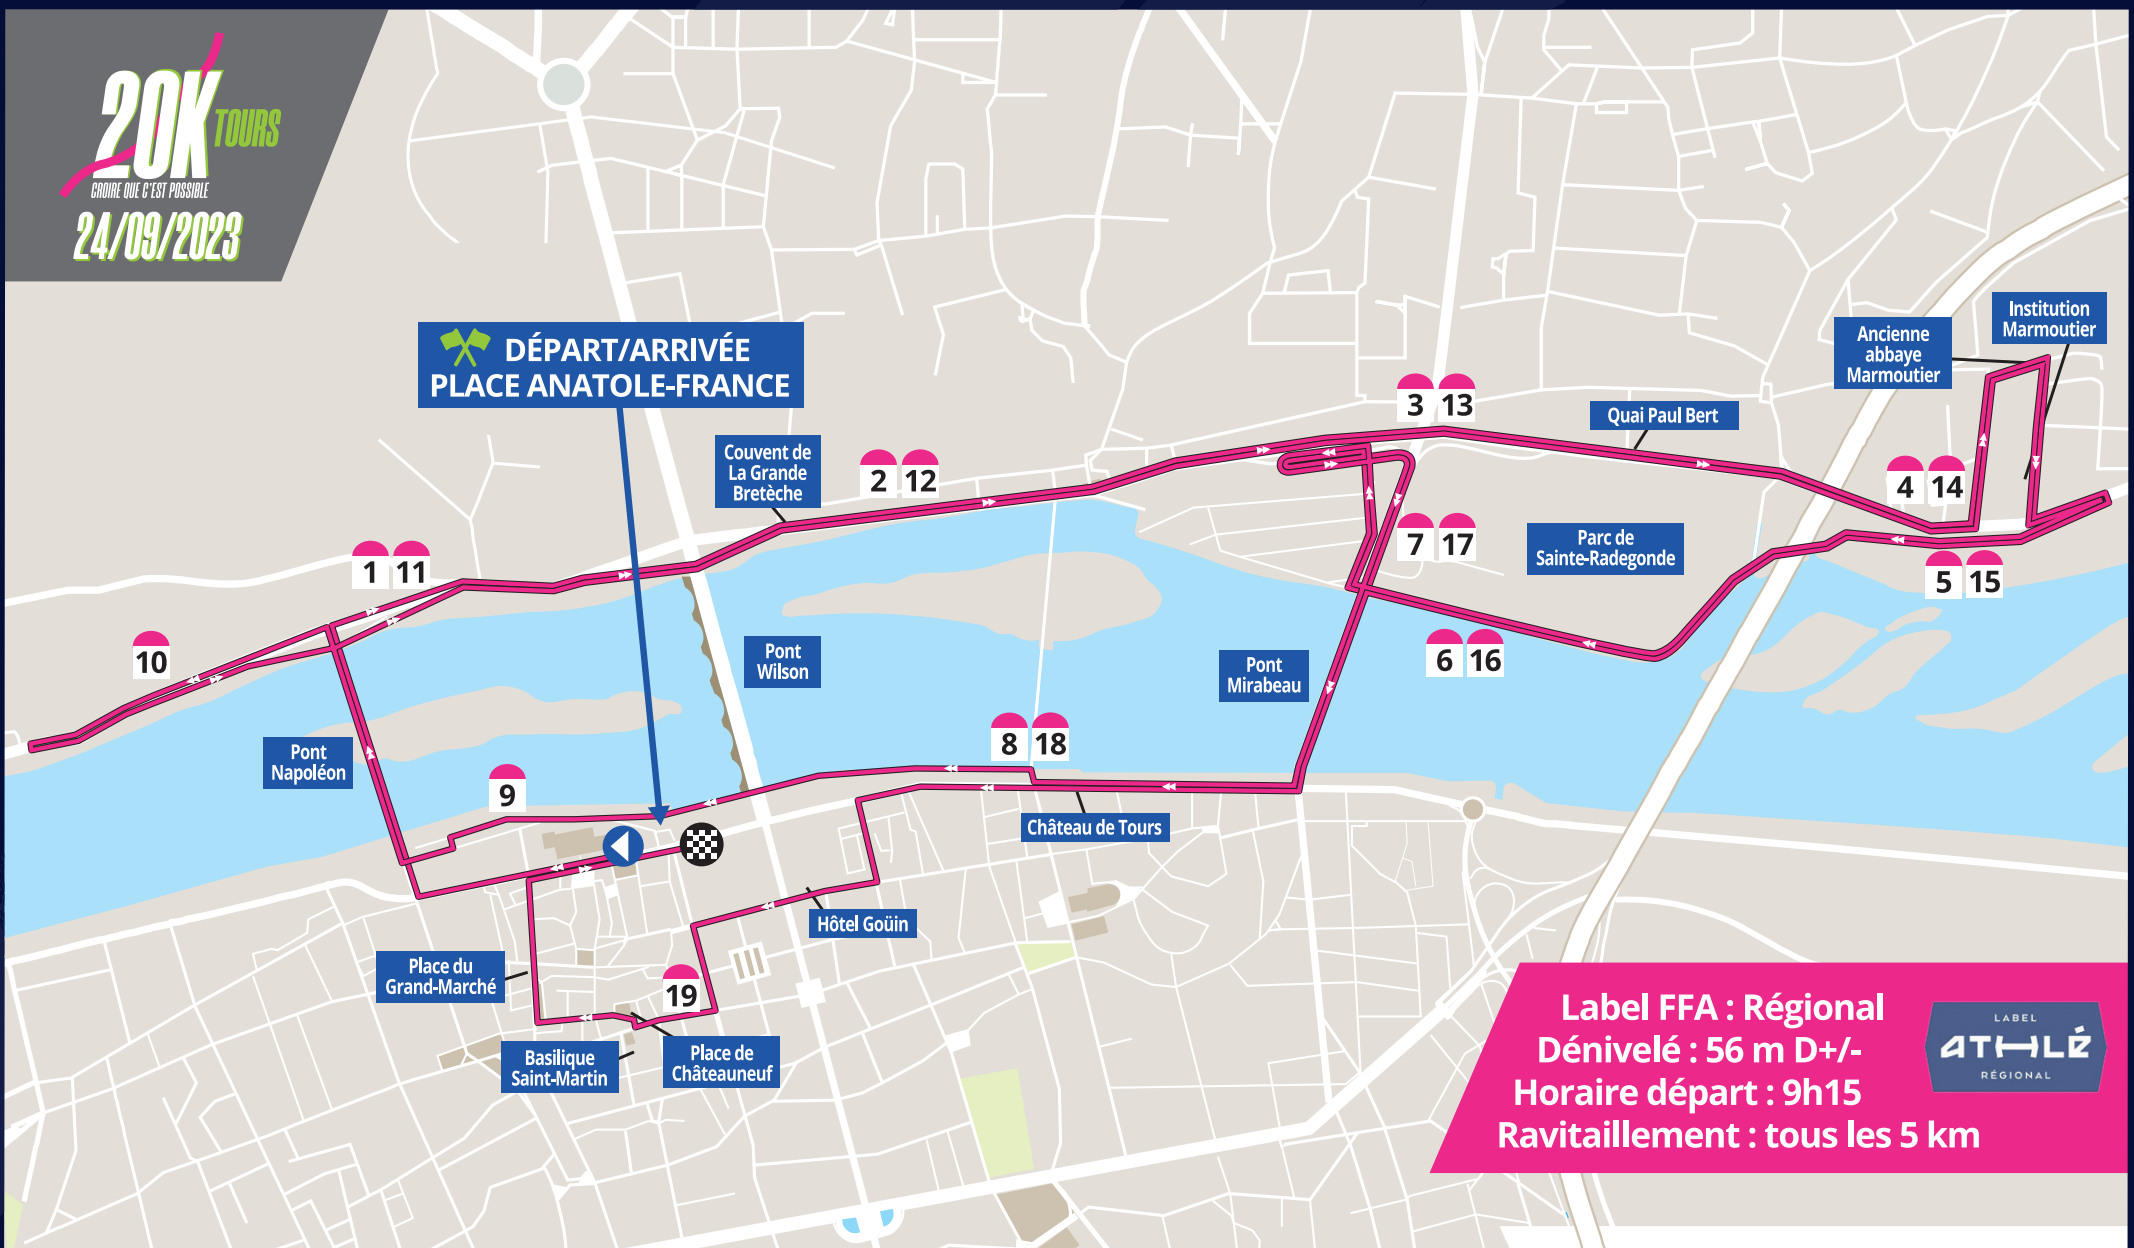 20K
TOURS
CROIRE QUE C'EST POSSIBLE
24/09/2023
DÉPART/ARRIVÉE
PLACE ANATOLE-FRANCE
Institution
Marmoutier
Ancienne
abbaye
Marmoutier
3 13
Quai Paul Bert
Couvent de
La Grande
Bretèche
2 12
4 14
1 11
7 17
Parc de
Sainte-Radegonde
5 15
10
Pont
Wilson
Pont
Mirabeau
6 16
Pont
Napoléon
8 18
9
Château de Tours
Hôtel Goüin
Place du
Grand-Marché
19
Basilique
Saint-Martin
Place de
Châteauneuf
Label FFA : Régional
Dénivelé : 56 m D+/-
Horaire départ : 9h15
Ravitaillement : tous les 5 km
LABEL
ATHLÉ
RÉGIONAL